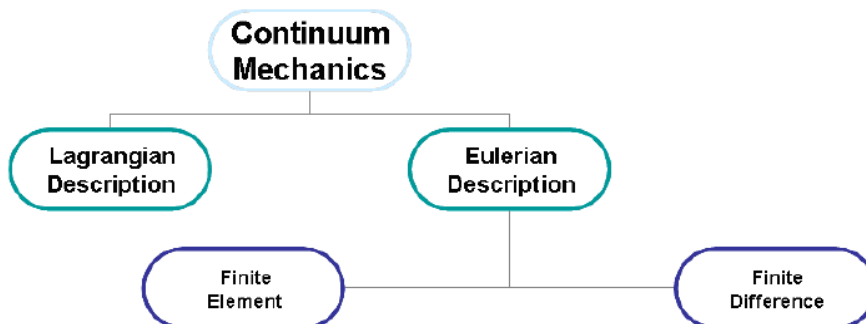 Continuum
Mechanics
Lagrangian
Description
Eulerian
Description
Finite
Element
Finite
Difference